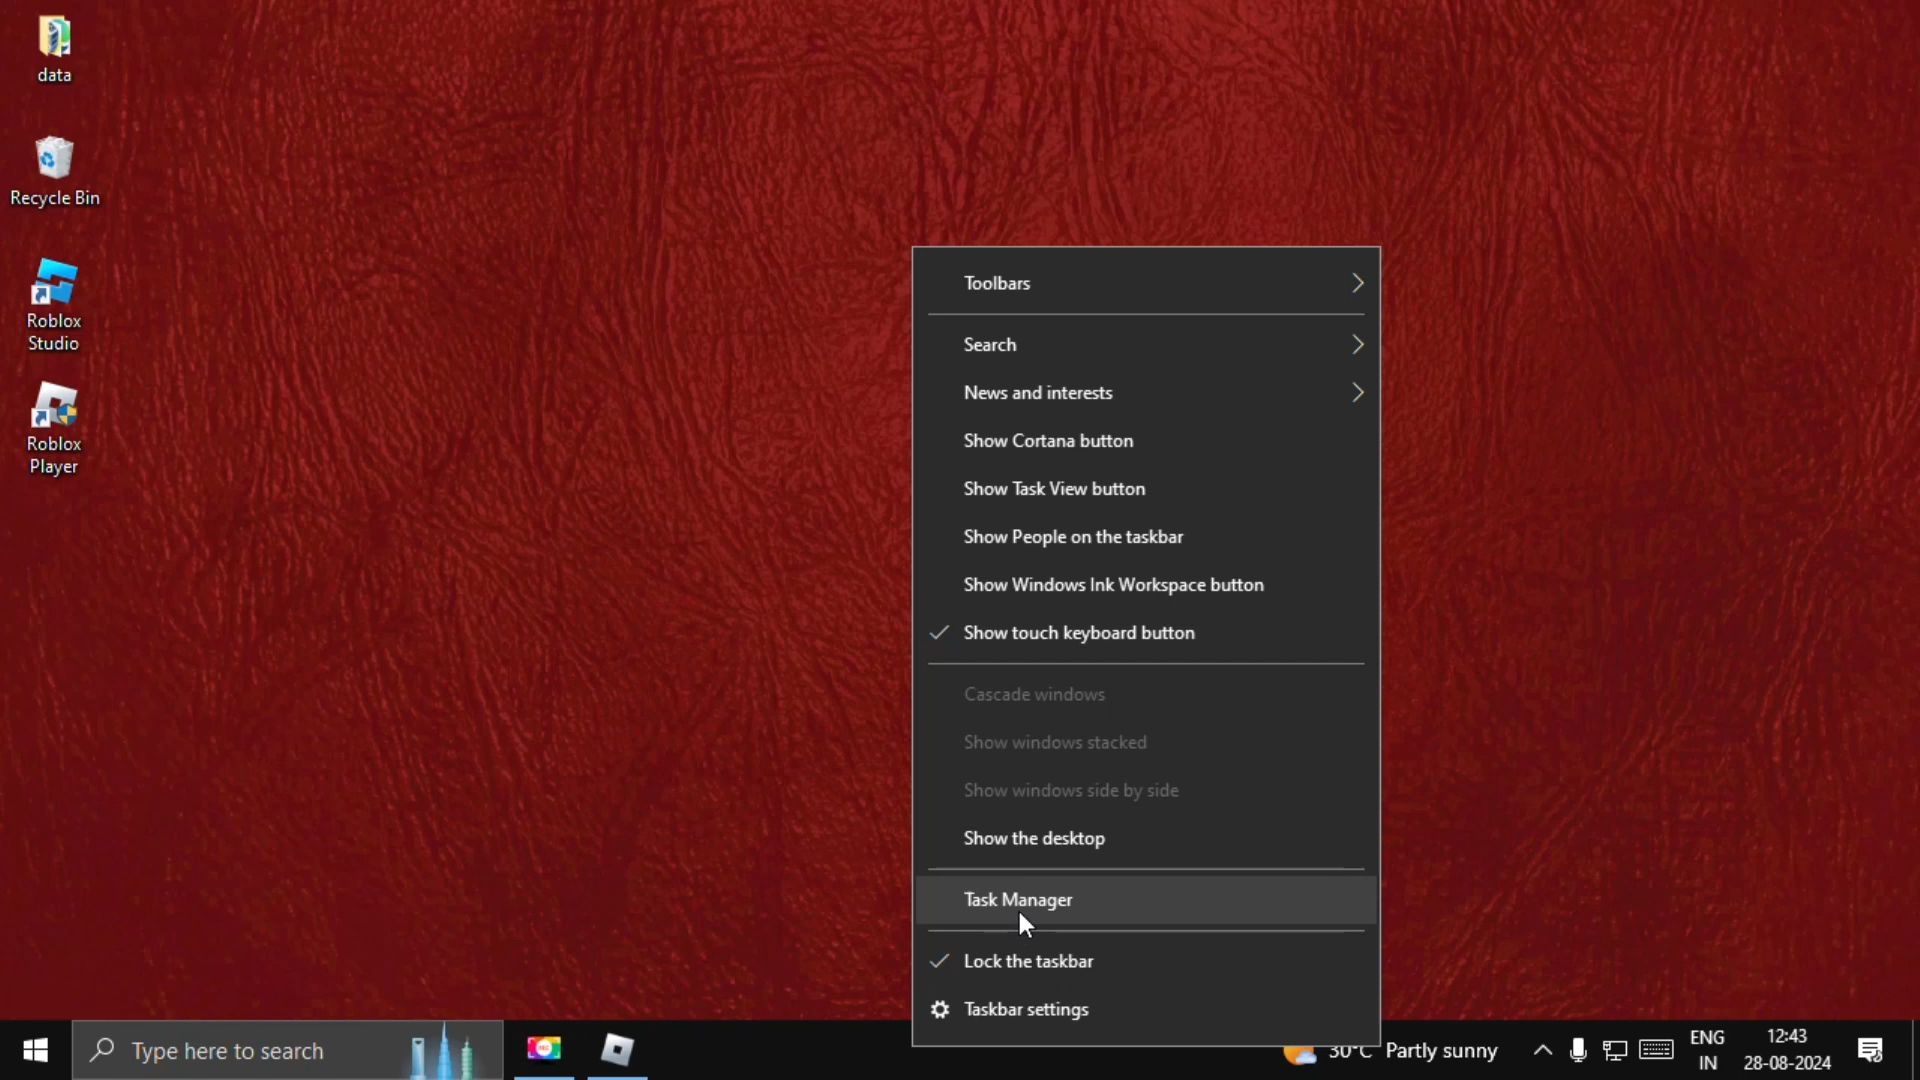 data
Recycle Bin
Roblox
Studio
Roblox
Player
Toolbars
Search
News and interests
Show Cortana button
Show Task View button
Show People on the taskbar
Show Windows Ink Workspace button
Show touch keyboard button
Cascade windows
Show windows stacked
Show windows side by side
Show the desktop
Task Manager
Lock the taskbar
Taskbar settings
Type here to search
30°C Partly sunny
ENG
IN
12:43
28-08-2024